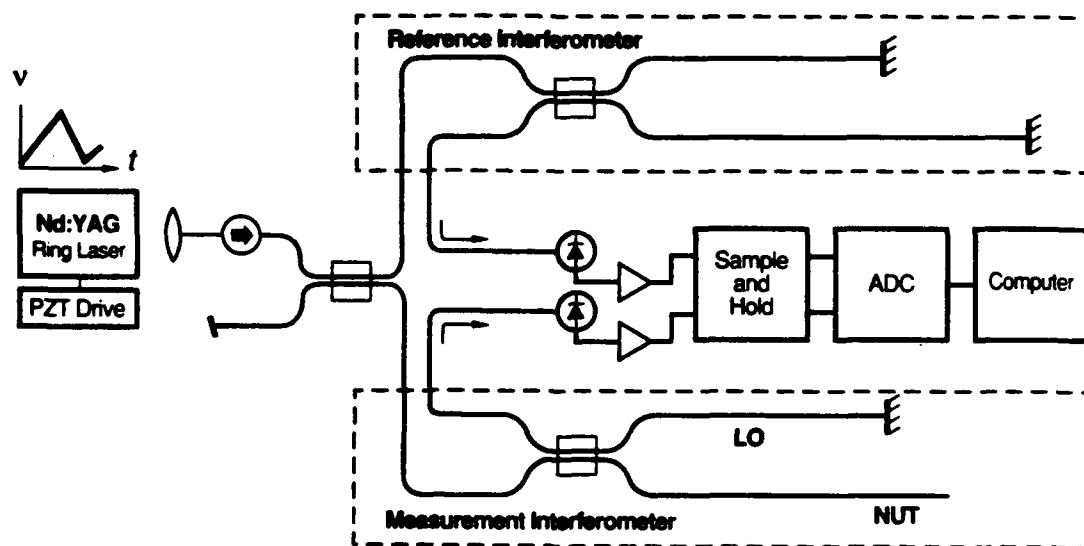 Reference Interferometer
ν
t
Nd:YAG
Ring Laser
PZT Drive
Sample
and
Hold
ADC
Computer
LO
NUT
Measurement Interferometer